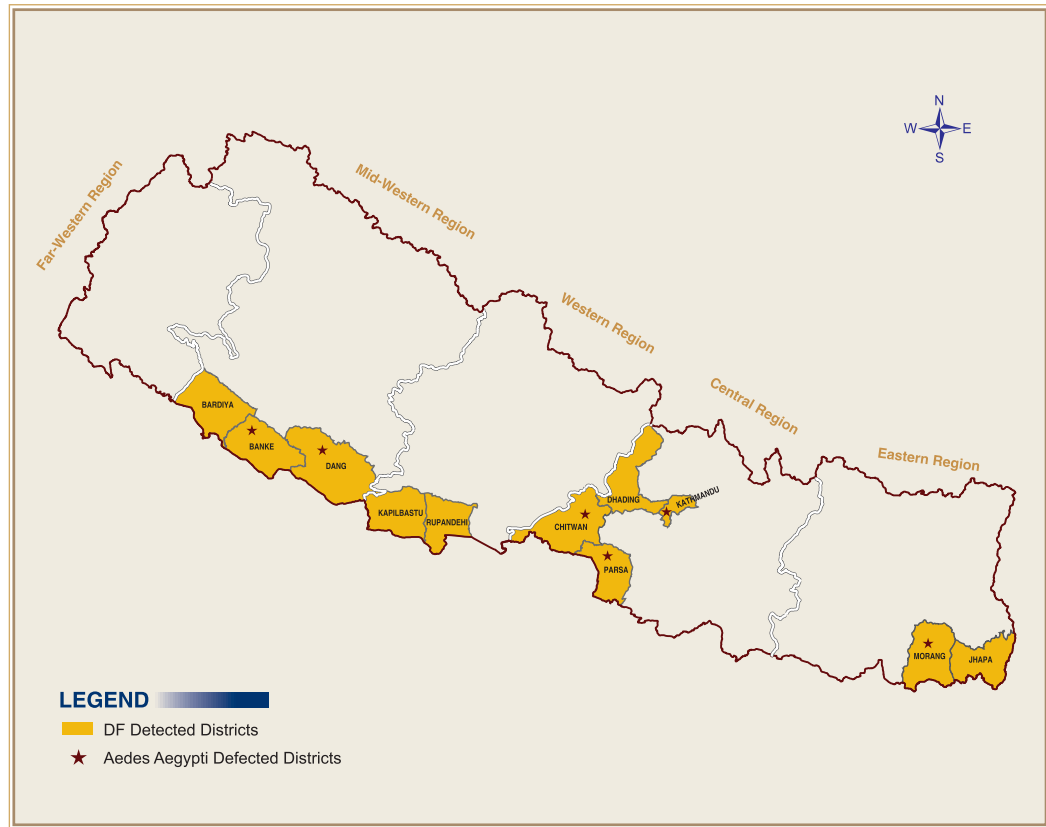 N
W E
S
Far-Western Region
Mid-Western Region
Western Region
Central Region
Eastern Region
BARDIYA
BANKE
DANG
KAPILBASTU
RUPANDEHI
DHADING
KATHMANDU
CHITWAN
PARSA
MORANG
JHAPA
LEGEND
DF Detected Districts
Aedes Aegypti Defected Districts